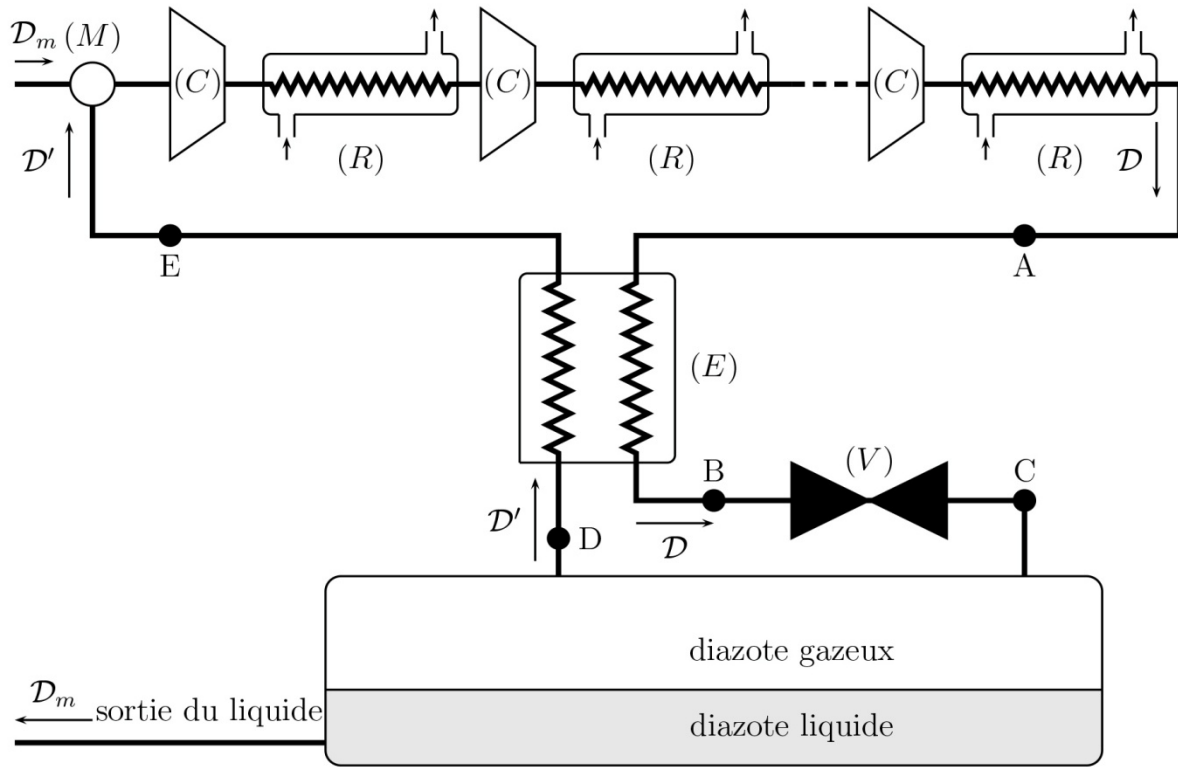 𝒟ₘ (M)
(C)
(C)
(C)
(R)
(R)
(R)
𝒟′
𝒟
E
A
(E)
B
(V)
C
𝒟′
D
𝒟
diazote gazeux
𝒟ₘ
sortie du liquide
diazote liquide